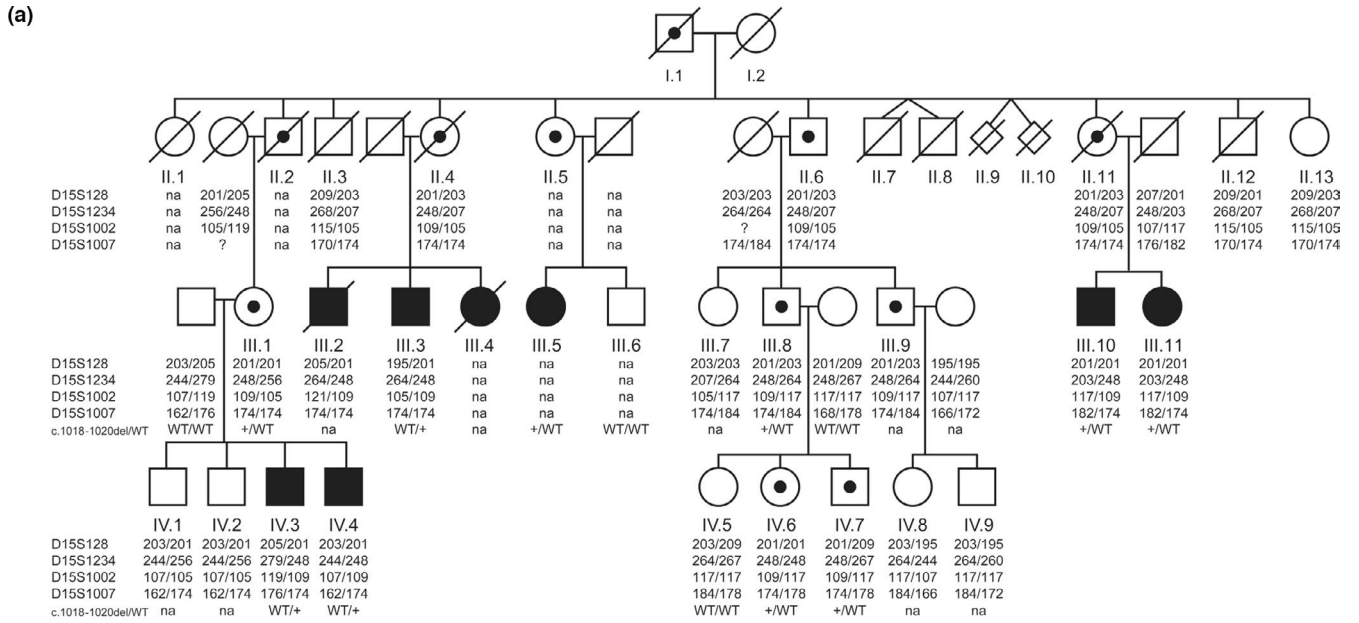 (a)
I.1 I.2
II.1 II.2 II.3 II.4 II.5 II.6 II.7 II.8 II.9 II.10 II.11 II.12 II.13
D15S128 na 201/205 na 209/203 201/203 na na 203/203 201/203 201/203 207/201 209/201 209/203
D15S1234 na 256/248 na 268/207 248/207 na na 264/264 248/207 248/207 248/203 268/207 268/207
D15S1002 na 105/119 na 115/105 109/105 na na ? 109/105 109/105 107/117 115/105 115/105
D15S1007 na ? na 170/174 174/174 na na 174/184 174/174 174/174 176/182 170/174 170/174
III.1 III.2 III.3 III.4 III.5 III.6 III.7 III.8 III.9 III.10 III.11
D15S128 203/205 201/201 205/201 195/201 na na na 203/203 201/203 201/209 201/203 195/195 201/201 201/201
D15S1234 244/279 248/256 264/248 264/248 na na na 207/264 248/264 248/267 248/264 244/260 203/248 203/248
D15S1002 107/119 109/105 121/109 105/109 na na na 105/117 109/117 117/117 109/117 107/117 117/109 117/109
D15S1007 162/176 174/174 174/174 174/174 na na na 174/184 174/184 168/178 174/184 166/172 182/174 182/174
c.1018-1020del/WT WT/WT +/WT na WT/+ na +/WT WT/WT na +/WT WT/WT na na +/WT +/WT
IV.1 IV.2 IV.3 IV.4 IV.5 IV.6 IV.7 IV.8 IV.9
D15S128 203/201 203/201 205/201 203/201 203/209 201/201 201/209 203/195 203/195
D15S1234 244/256 244/256 279/248 244/248 264/267 248/248 248/267 264/244 264/260
D15S1002 107/105 107/105 119/109 107/109 117/117 109/117 109/117 117/107 117/117
D15S1007 162/174 162/174 176/174 162/174 184/178 174/178 174/178 184/166 184/172
c.1018-1020del/WT na na WT/+ WT/+ WT/WT +/WT +/WT na na